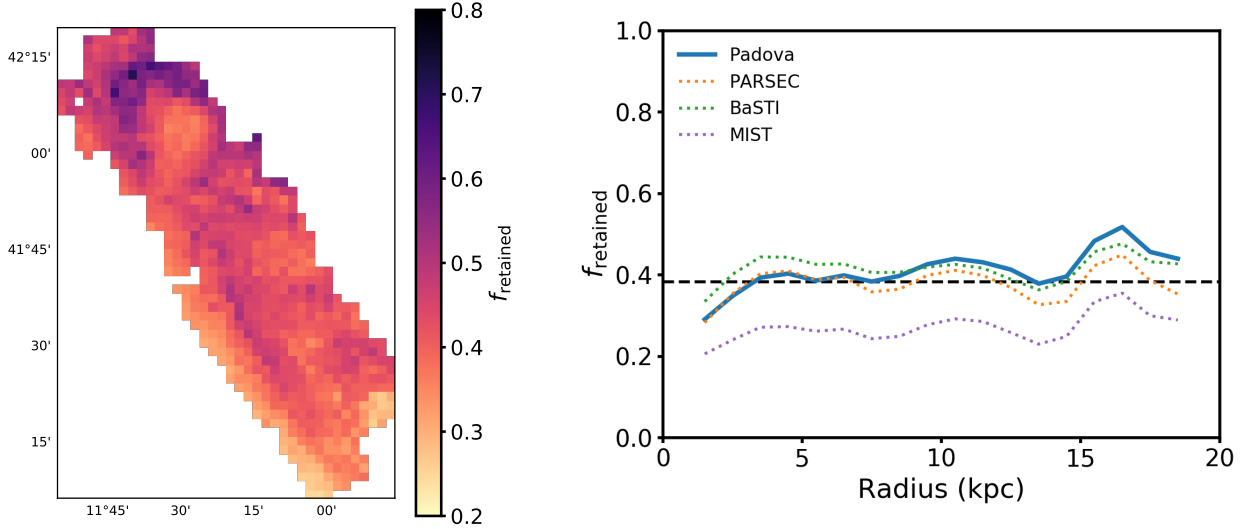 42°15'
00'
41°45'
30'
15'
11°45' 30' 15' 00'
0.8
0.7
0.6
0.5
0.4
0.3
0.2
f retained
1.0
0.8
0.6
0.4
0.2
0.0
f retained
Padova
PARSEC
BaSTI
MIST
0 5 10 15 20
Radius (kpc)